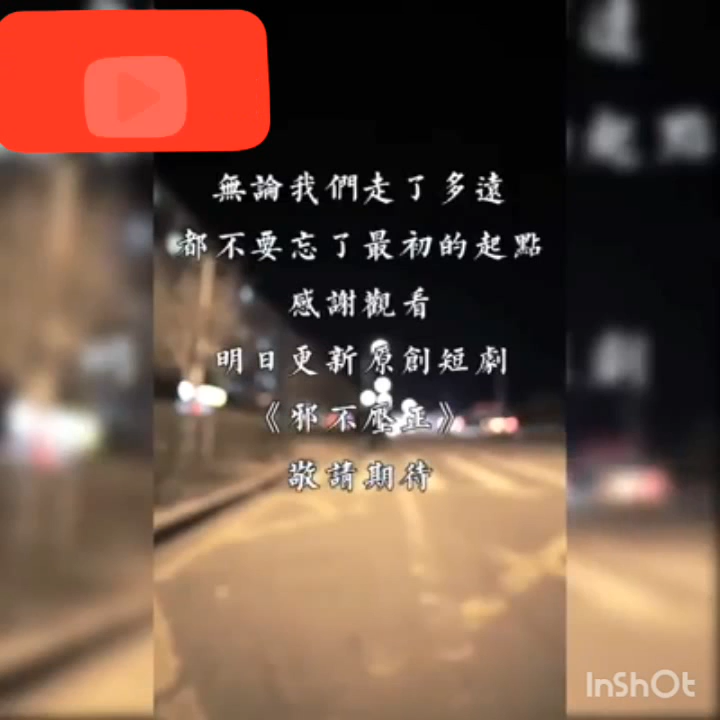 無論我們走了多遠
都不要忘了最初的起點
感謝觀看
明日更新原創短劇
《邪不壓正》
敬請期待
InShOt